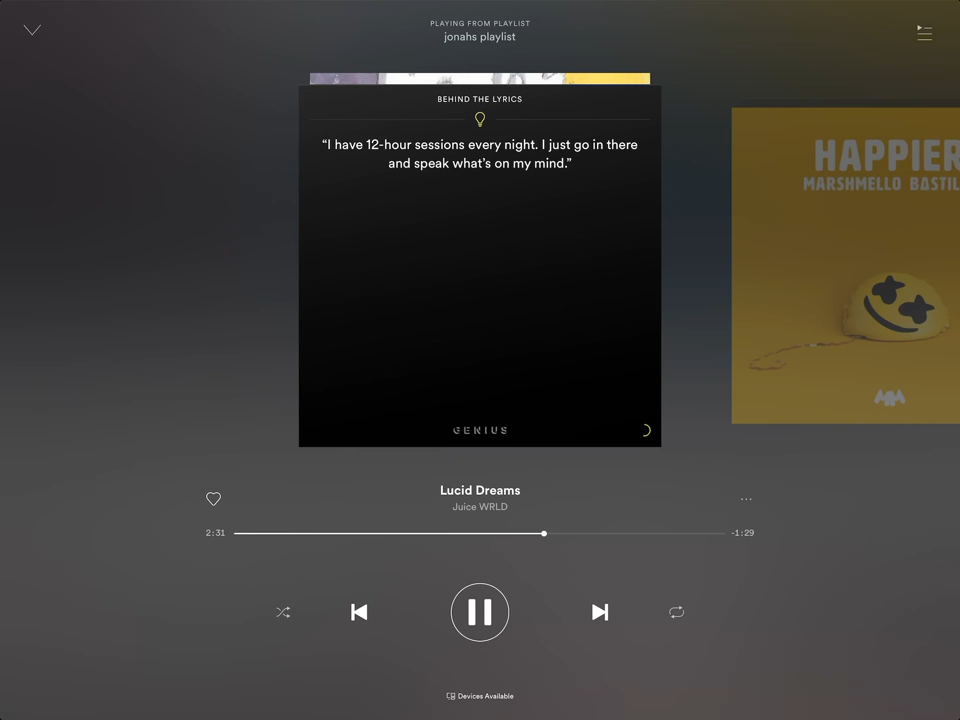 PLAYING FROM PLAYLIST
jonahs playlist
BEHIND THE LYRICS
“I have 12-hour sessions every night. I just go in there
and speak what’s on my mind.”
GENIUS
HAPPIER
MARSHMELLO BASTIL
Lucid Dreams
Juice WRLD
2:31
-1:29
Devices Available